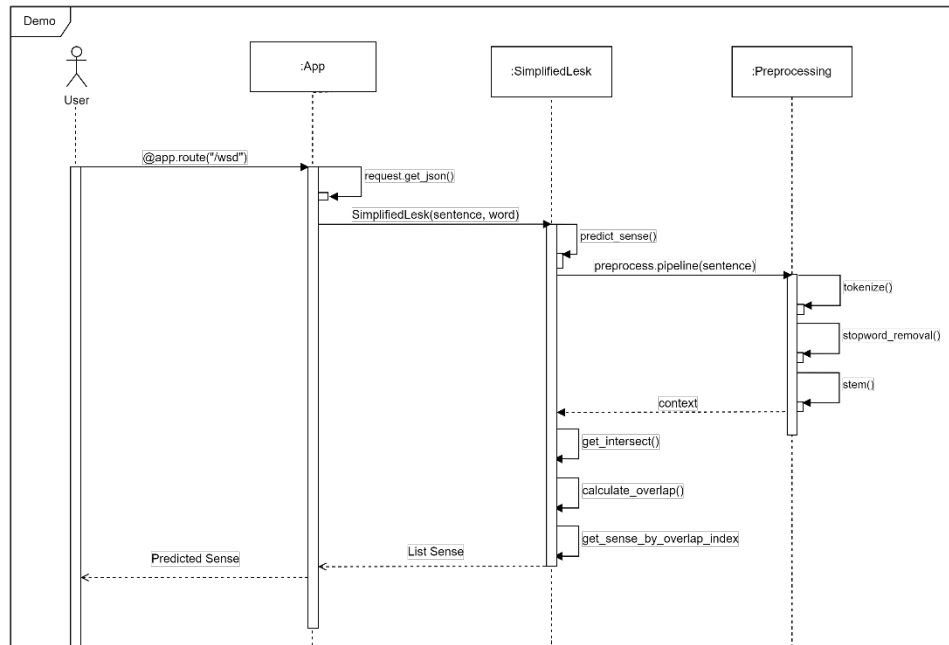 Demo
User
:App
:SimplifiedLesk
:Preprocessing
@app.route("/wsd")
request.get_json()
SimplifiedLesk(sentence, word)
predict_sense()
preprocess.pipeline(sentence)
tokenize()
stopword_removal()
stem()
context
get_intersect()
calculate_overlap()
get_sense_by_overlap_index
List Sense
Predicted Sense